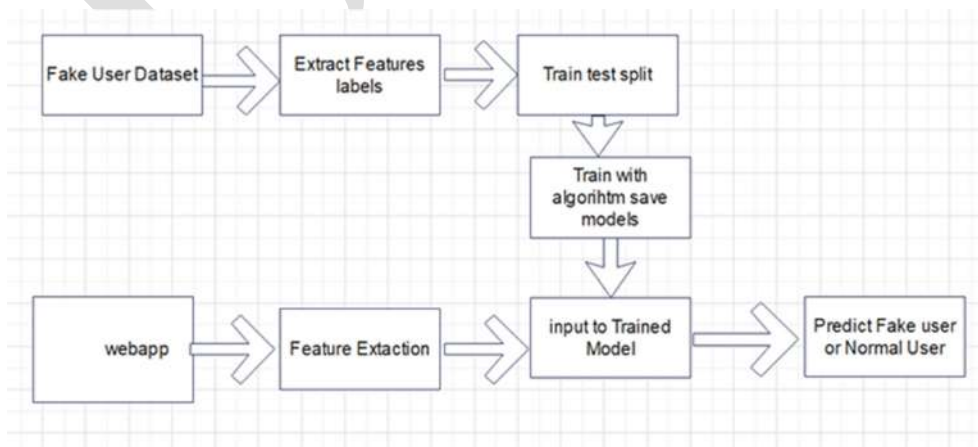 Fake User Dataset
Extract Features
labels
Train test split
Train with
algorihtm save
models
webapp
Feature Extaction
input to Trained
Model
Predict Fake user
or Normal User